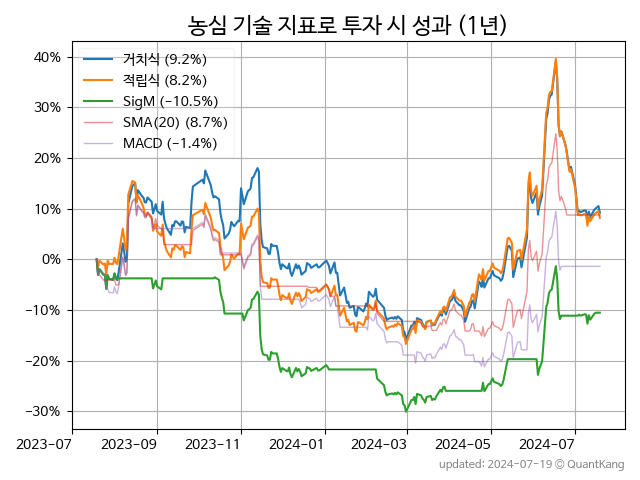 농심 기술 지표로 투자 시 성과 (1년)
거치식 (9.2%)
적립식 (8.2%)
SigM (−10.5%)
SMA(20) (8.7%)
MACD (−1.4%)
40%
30%
20%
10%
0%
−10%
−20%
−30%
2023-07
2023-09
2023-11
2024-01
2024-03
2024-05
2024-07
updated: 2024-07-19 @ QuantKang